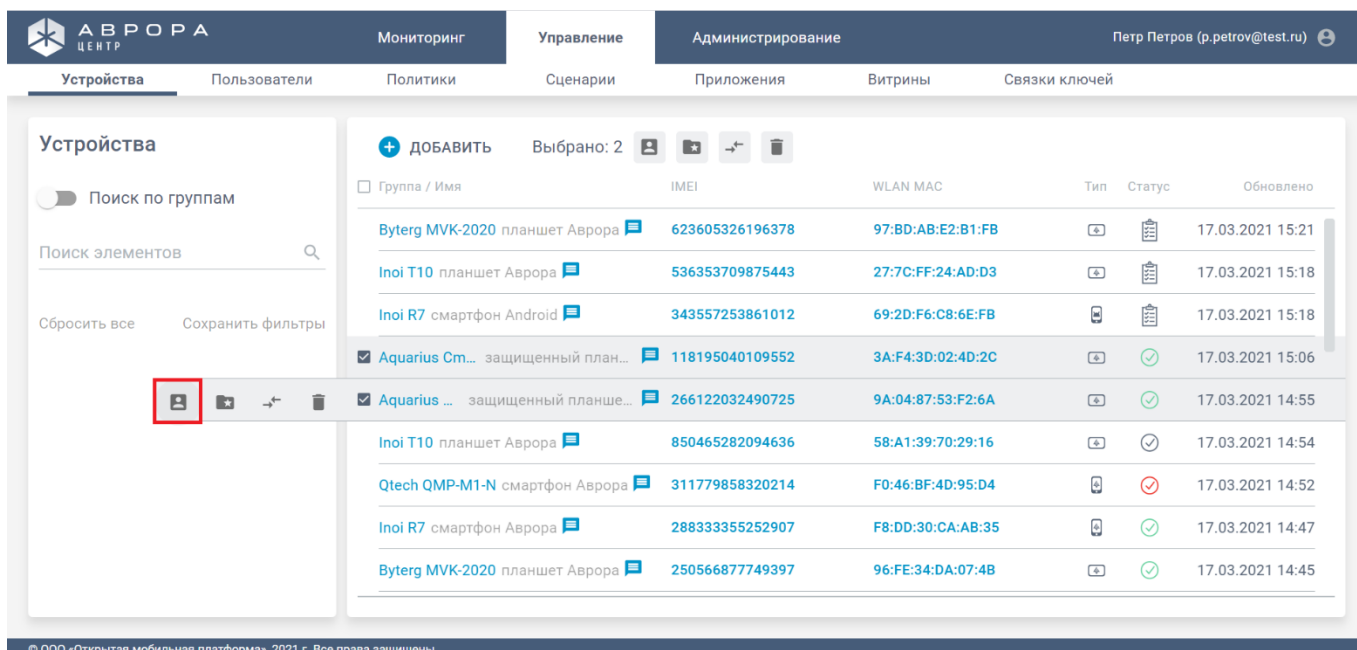 АВРОРА
ЦЕНТР
Мониторинг Управление Администрирование Петр Петров (p.petrov@test.ru)
Устройства Пользователи Политики Сценарии Приложения Витрины Связки ключей
Устройства
Поиск по группам
Поиск элементов
Сбросить все Сохранить фильтры
ДОБАВИТЬ Выбрано: 2
Группа / Имя IMEI WLAN MAC Тип Статус Обновлено
Byterg MVK-2020 планшет Аврора 623605326196378 97:BD:AB:E2:B1:FB 17.03.2021 15:21
Inoi T10 планшет Аврора 536353709875443 27:7C:FF:24:AD:D3 17.03.2021 15:18
Inoi R7 смартфон Android 343557253861012 69:2D:F6:C8:6E:FB 17.03.2021 15:18
Aquarius Cm... защищенный план... 118195040109552 3A:F4:3D:02:4D:2C 17.03.2021 15:06
Aquarius ... защищенный планше... 266122032490725 9A:04:87:53:F2:6A 17.03.2021 14:55
Inoi T10 планшет Аврора 850465282094636 58:A1:39:70:29:16 17.03.2021 14:54
Qtech QMP-M1-N смартфон Аврора 311779858320214 F0:46:BF:4D:95:D4 17.03.2021 14:52
Inoi R7 смартфон Аврора 288333355252907 F8:DD:30:CA:AB:35 17.03.2021 14:47
Byterg MVK-2020 планшет Аврора 250566877749397 96:FE:34:DA:07:4B 17.03.2021 14:45
© ООО «Открытая мобильная платформа», 2021 г. Все права защищены